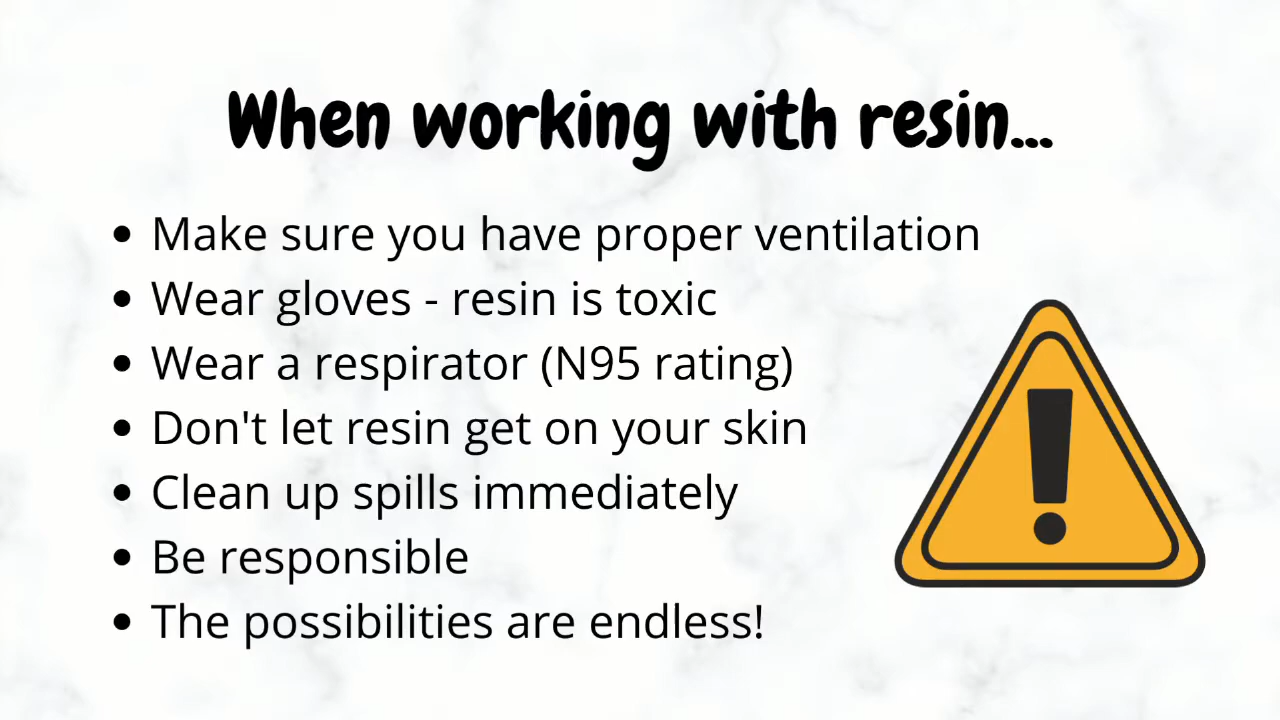 When working with resin...
• Make sure you have proper ventilation
• Wear gloves - resin is toxic
• Wear a respirator (N95 rating)
• Don't let resin get on your skin
• Clean up spills immediately
• Be responsible
• The possibilities are endless!
!